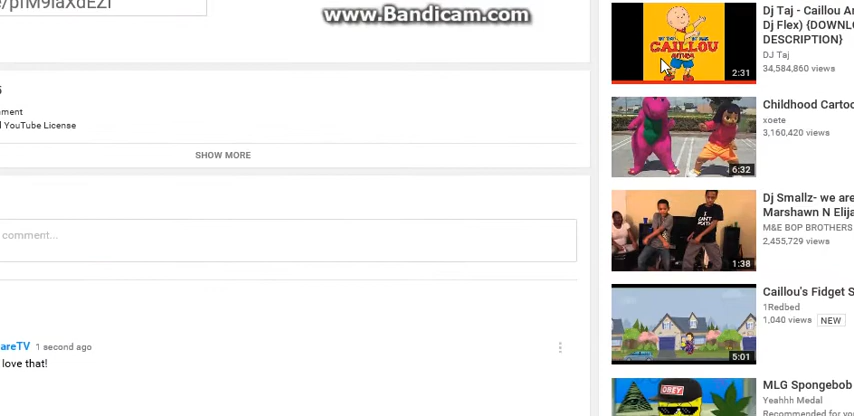 www.Bandicam.com
ment
YouTube License
SHOW MORE
comment...
areTV 1 second ago
love that!
CAILLOU
2:31
Dj Taj - Caillou An
Dj Flex) {DOWNLO
DESCRIPTION}
DJ Taj
34,584,860 views
6:32
Childhood Carto
xoete
3,160,420 views
I CAN'T
1:38
Dj Smallz- we are
Marshawn N Elija
M&E BOP BROTHERS
2,455,729 views
5:01
Caillou's Fidget S
1Redbed
1,040 views NEW
OBEY
MLG Spongebob
Yeahhh Medal
Recommended for you